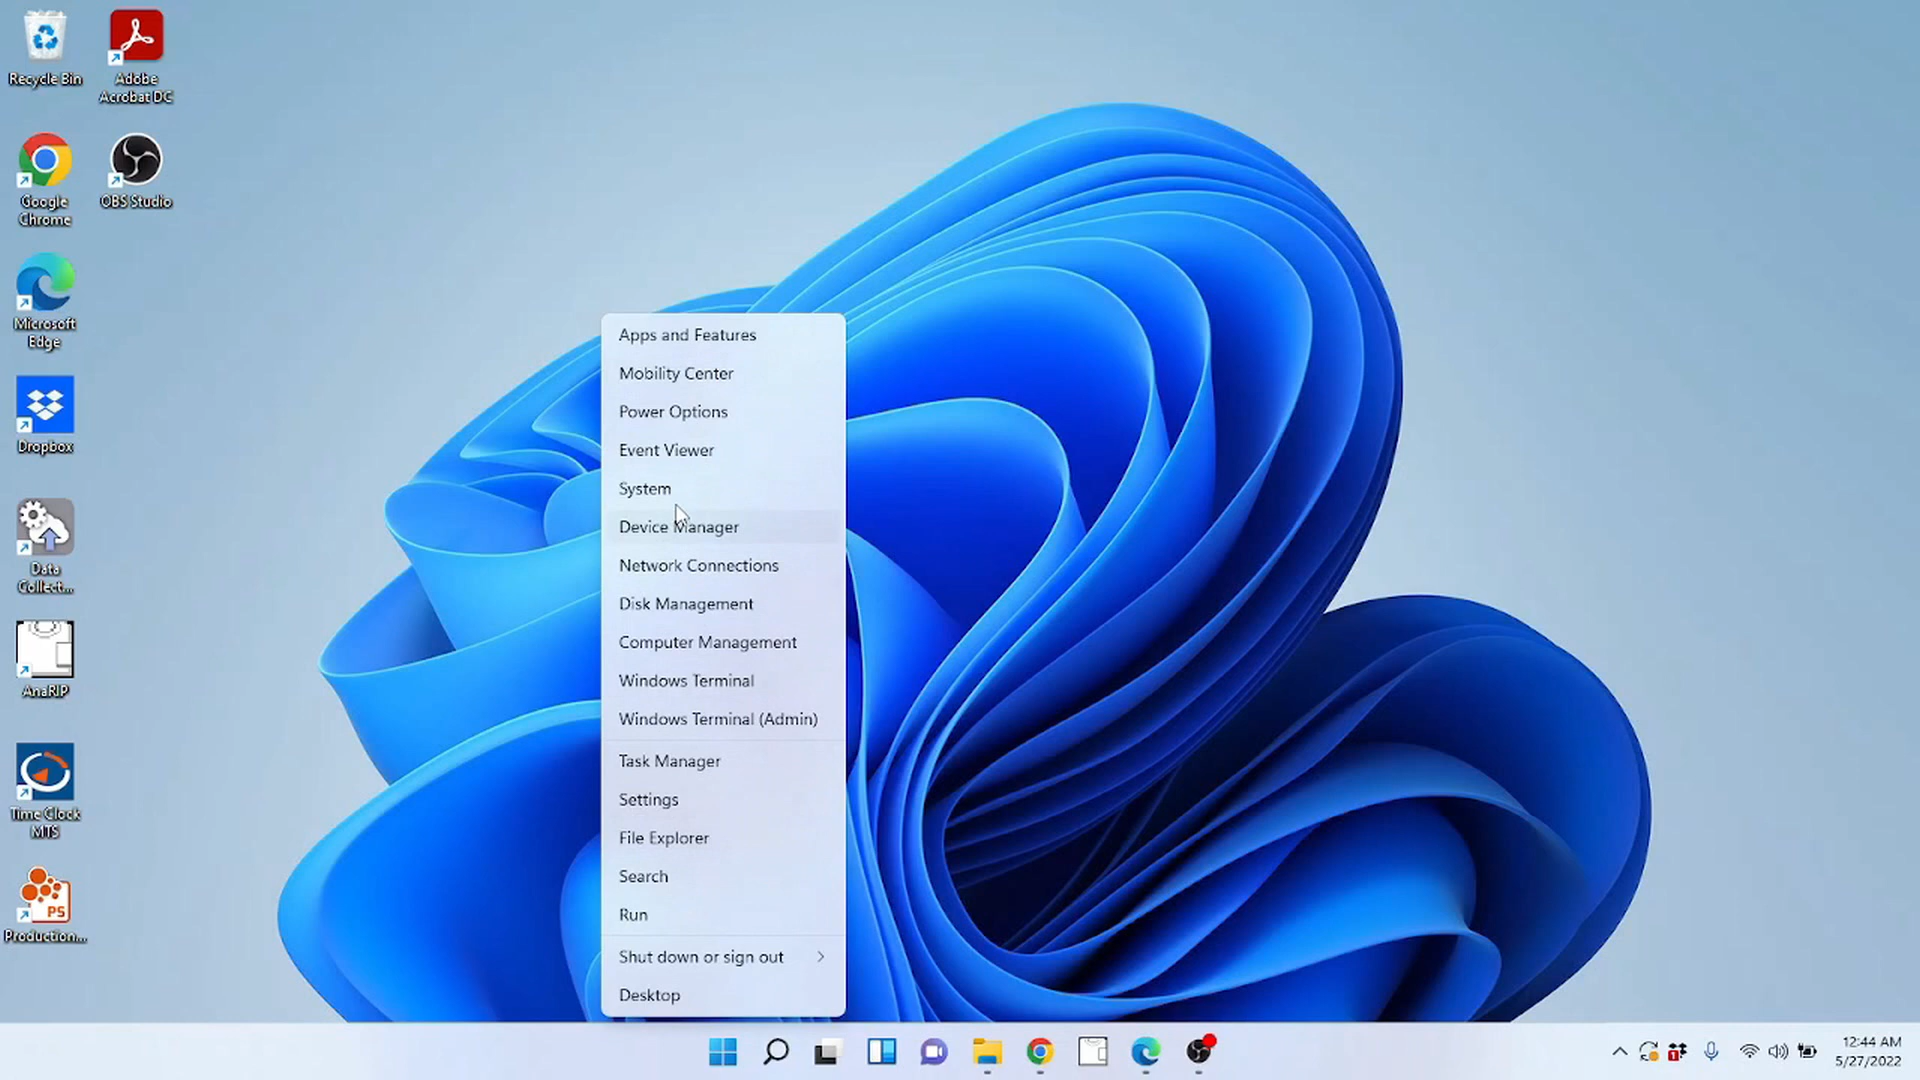 Recycle Bin
Adobe
Acrobat DC
Google
Chrome
OBS Studio
Microsoft
Edge
Dropbox
Data
Collect...
AnaRIP
Time Clock
MTS
PS
Production...
Apps and Features
Mobility Center
Power Options
Event Viewer
System
Device Manager
Network Connections
Disk Management
Computer Management
Windows Terminal
Windows Terminal (Admin)
Task Manager
Settings
File Explorer
Search
Run
Shut down or sign out
Desktop
1
12:44 AM
5/27/2022